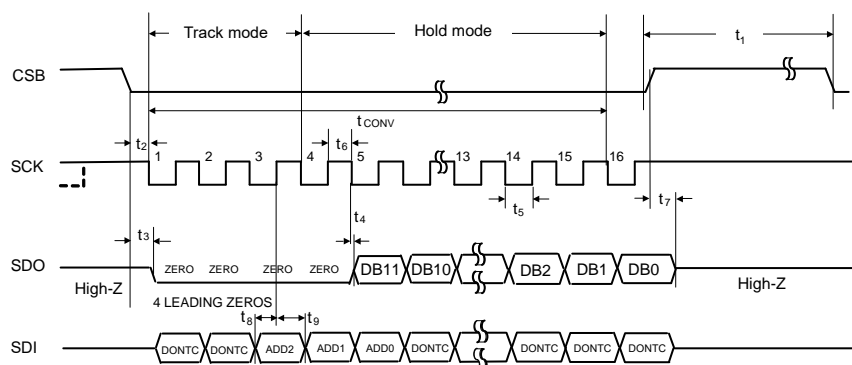 Track mode Hold mode t1
CSB
tCONV
t2 t6
SCK 1 2 3 4 5 13 14 15 16
t3 t4 t5 t7
SDO ZERO ZERO ZERO ZERO DB11 DB10 DB2 DB1 DB0
High-Z High-Z
4 LEADING ZEROS
t8 t9
SDI DONTC DONTC ADD2 ADD1 ADD0 DONTC DONTC DONTC DONTC